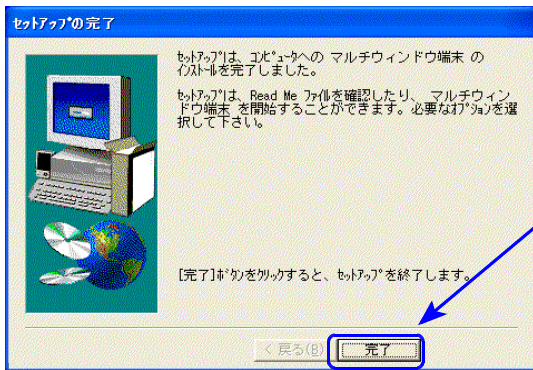 ｾｯﾄｱｯﾌﾟの完了
ｾｯﾄｱｯﾌﾟは、ｺﾝﾋﾟｭｰﾀへの マルチウィンドウ端末 の
ｲﾝｽﾄｰﾙを完了しました。
ｾｯﾄｱｯﾌﾟは、Read Me ﾌｧｲﾙを確認したり、 マルチウィン
ドウ端末 を開始することができます。必要なｵﾌﾟｼｮﾝを選
択して下さい。
[完了]ﾎﾞﾀﾝをｸﾘｯｸすると、ｾｯﾄｱｯﾌﾟを終了します。
< 戻る(B)
完了